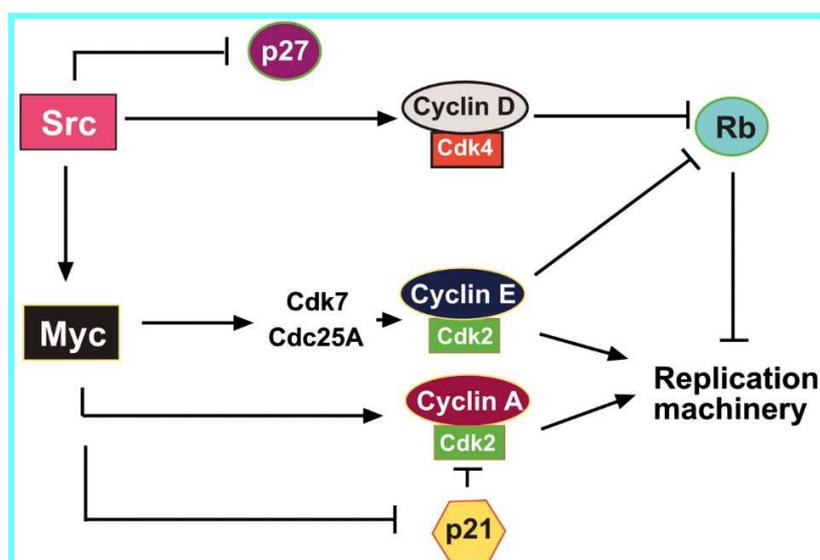 p27
Src
Cyclin D
Cdk4
Rb
Myc
Cdk7
Cdc25A
Cyclin E
Cdk2
Replication
machinery
Cyclin A
Cdk2
p21